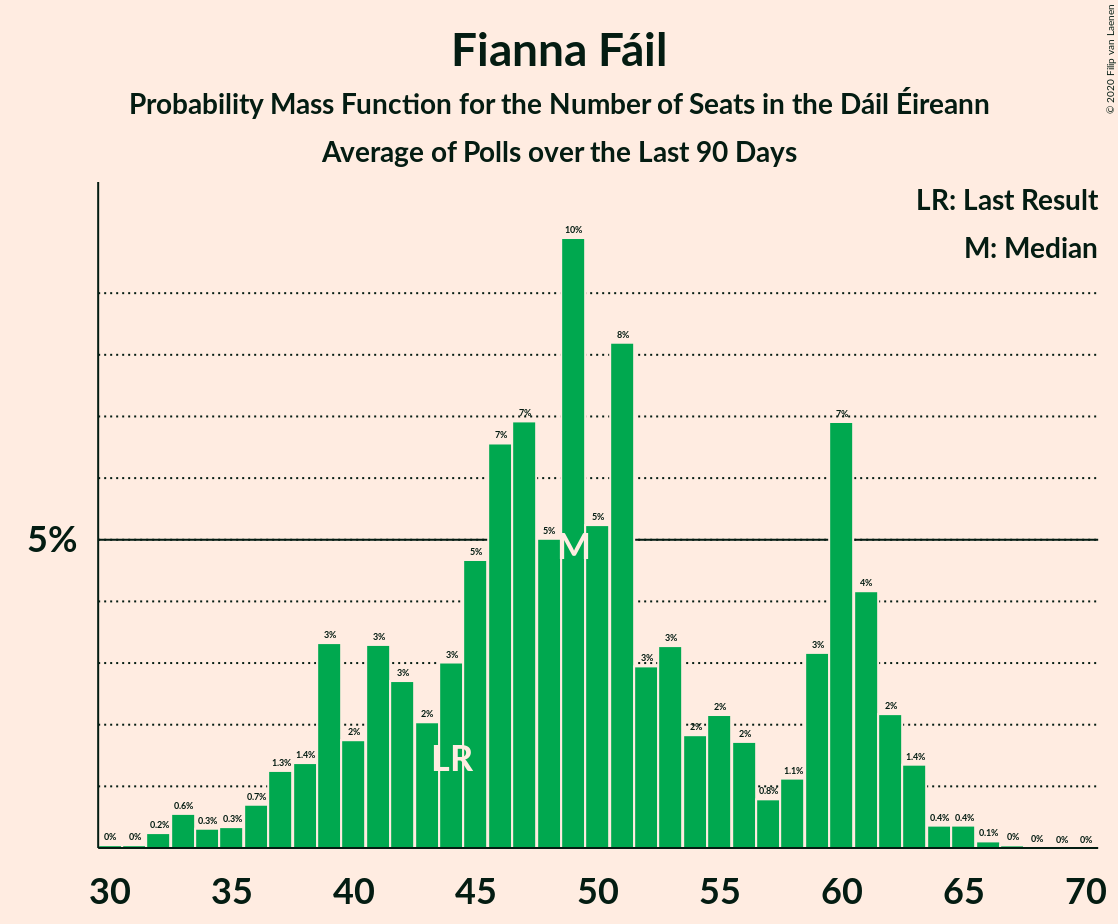 Fianna Fáil
Probability Mass Function for the Number of Seats in the Dáil Éireann
Average of Polls over the Last 90 Days
© 2020 Filip van Laenen
LR: Last Result
M: Median
5%
0% 0% 0.2% 0.6% 0.3% 0.3% 0.7% 1.3% 1.4% 3% 2% 3% 3% 2% 3% 5% 7% 7% 5% 10% 5% 8% 3% 3% 2% 2% 2% 0.8% 1.1% 3% 7% 4% 2% 1.4% 0.4% 0.4% 0.1% 0% 0% 0% 0%
M
LR
30 35 40 45 50 55 60 65 70